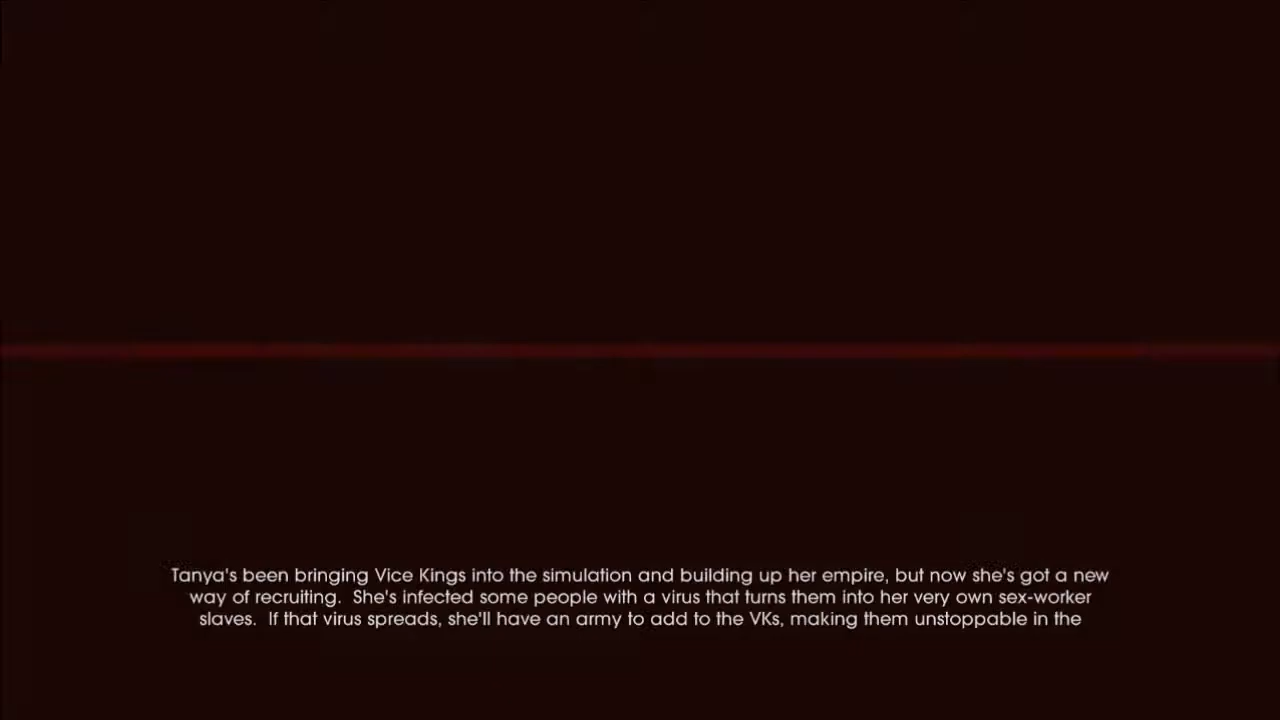 Tanya's been bringing Vice Kings into the simulation and building up her empire, but now she's got a new
way of recruiting.  She's infected some people with a virus that turns them into her very own sex-worker
slaves.  If that virus spreads, she'll have an army to add to the VKs, making them unstoppable in the